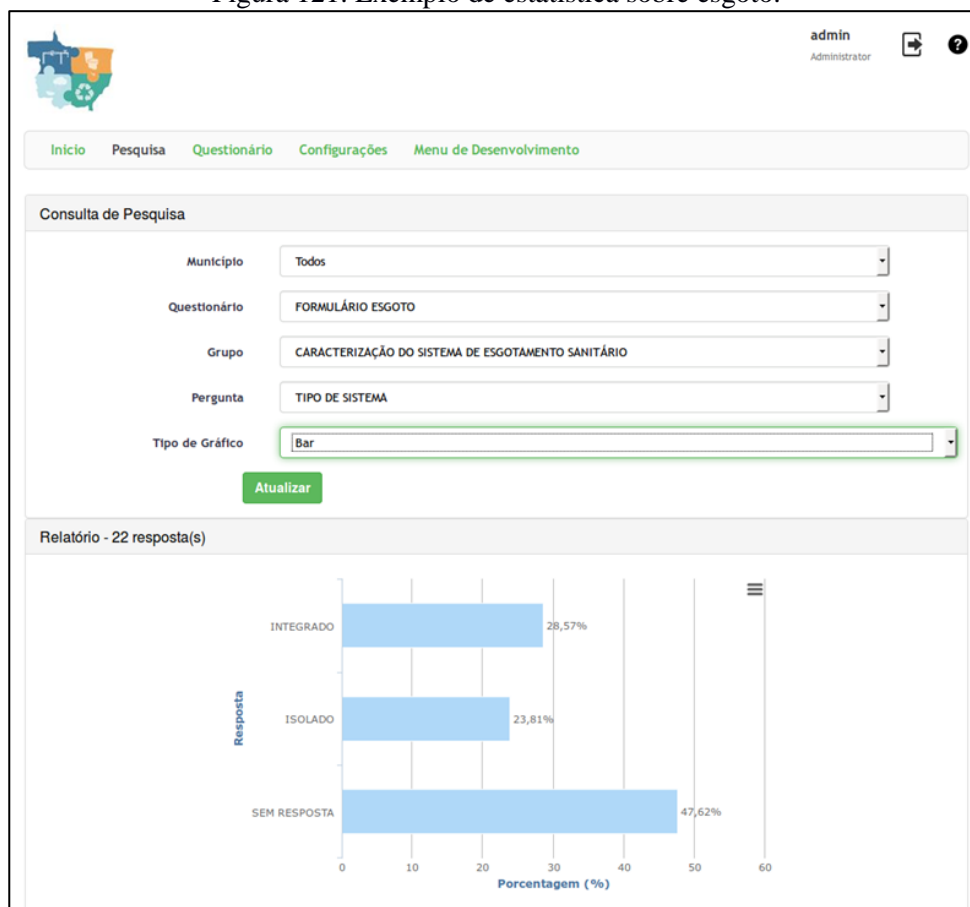 Figura 121: Exemplo de estatística sobre esgoto.
admin
Administrator
Inicio Pesquisa Questionário Configurações Menu de Desenvolvimento
Consulta de Pesquisa
Município Todos
Questionário FORMULÁRIO ESGOTO
Grupo CARACTERIZAÇÃO DO SISTEMA DE ESGOTAMENTO SANITÁRIO
Pergunta TIPO DE SISTEMA
Tipo de Gráfico Bar
Atualizar
Relatório - 22 resposta(s)
INTEGRADO 28,57%
Resposta
ISOLADO 23,81%
SEM RESPOSTA 47,62%
0 10 20 30 40 50 60
Porcentagem (%)